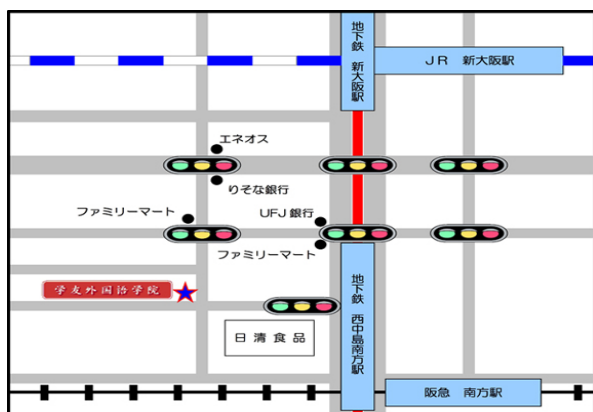 地下鉄 新大阪駅
JR 新大阪駅
エネオス
りそな銀行
ファミリーマート
UFJ銀行
ファミリーマート
学友外国語学院
地下鉄 西中島南方駅
日清食品
阪急 南方駅